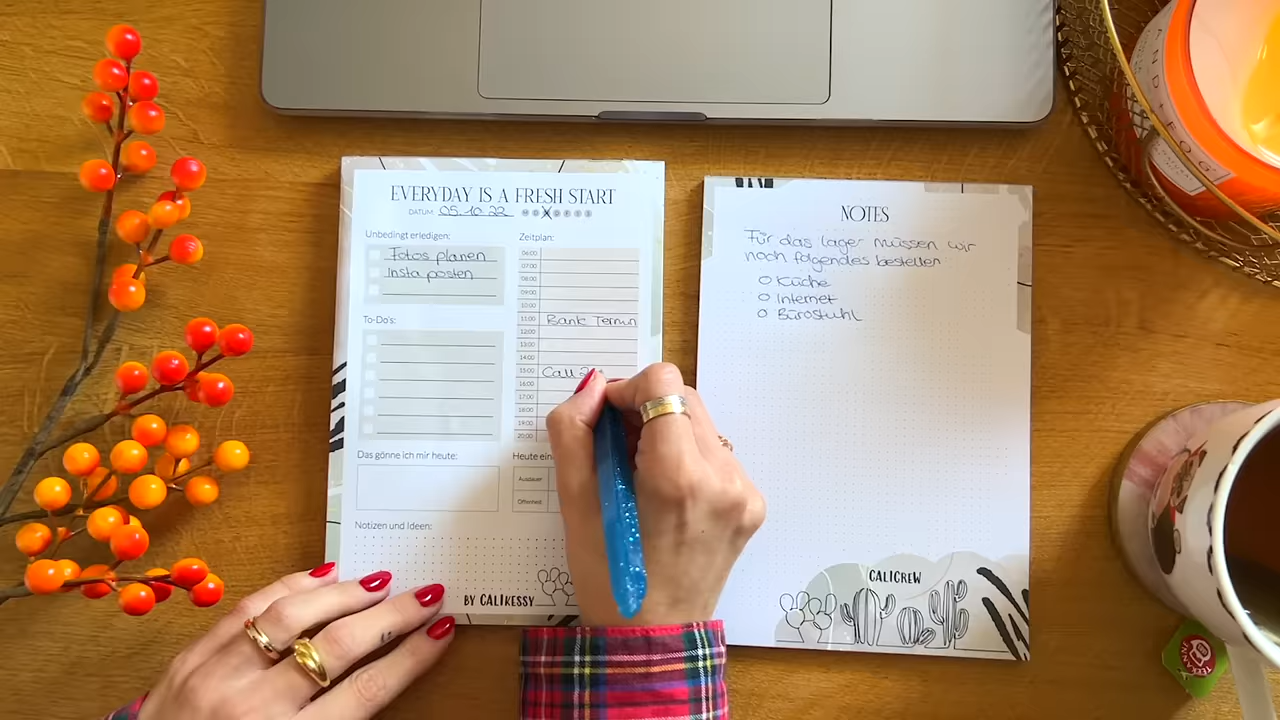 EVERYDAY IS A FRESH START
DATUM: 05.10.22 M D X D F S S
Unbedingt erledigen:
Fotos planen
Insta posten
To-Do's:
Das gönne ich mir heute:
Notizen und Ideen:
BY CALIKESSY
Zeitplan:
06:00
07:00
08:00
09:00
10:00
11:00 Bank Termin
12:00
13:00
14:00
15:00 Call
16:00
17:00
18:00
19:00
20:00
Heute
Ausdauer
Offenheit
NOTES
Für das lager müssen wir
noch folgendes bestellen
O Küche
O Internet
O Bürostuhl
CALICREW